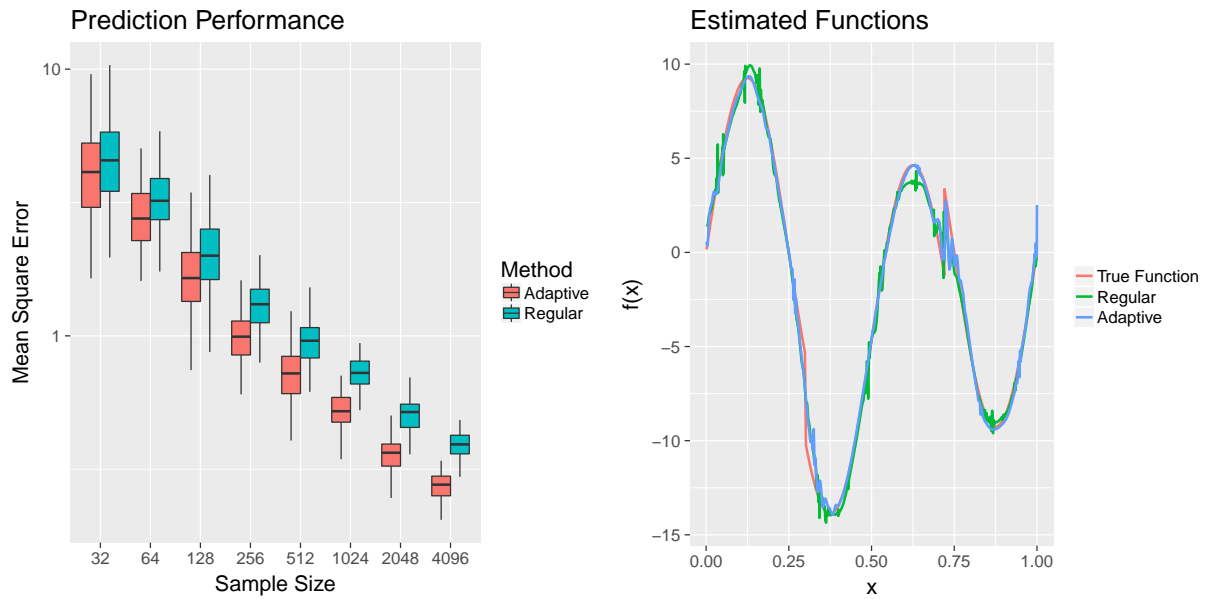 Prediction Performance
10
1
Mean Square Error
32 64 128 256 512 1024 2048 4096
Sample Size
Method
Adaptive
Regular
Estimated Functions
10
5
0
−5
−10
−15
f(x)
0.00 0.25 0.50 0.75 1.00
x
True Function
Regular
Adaptive